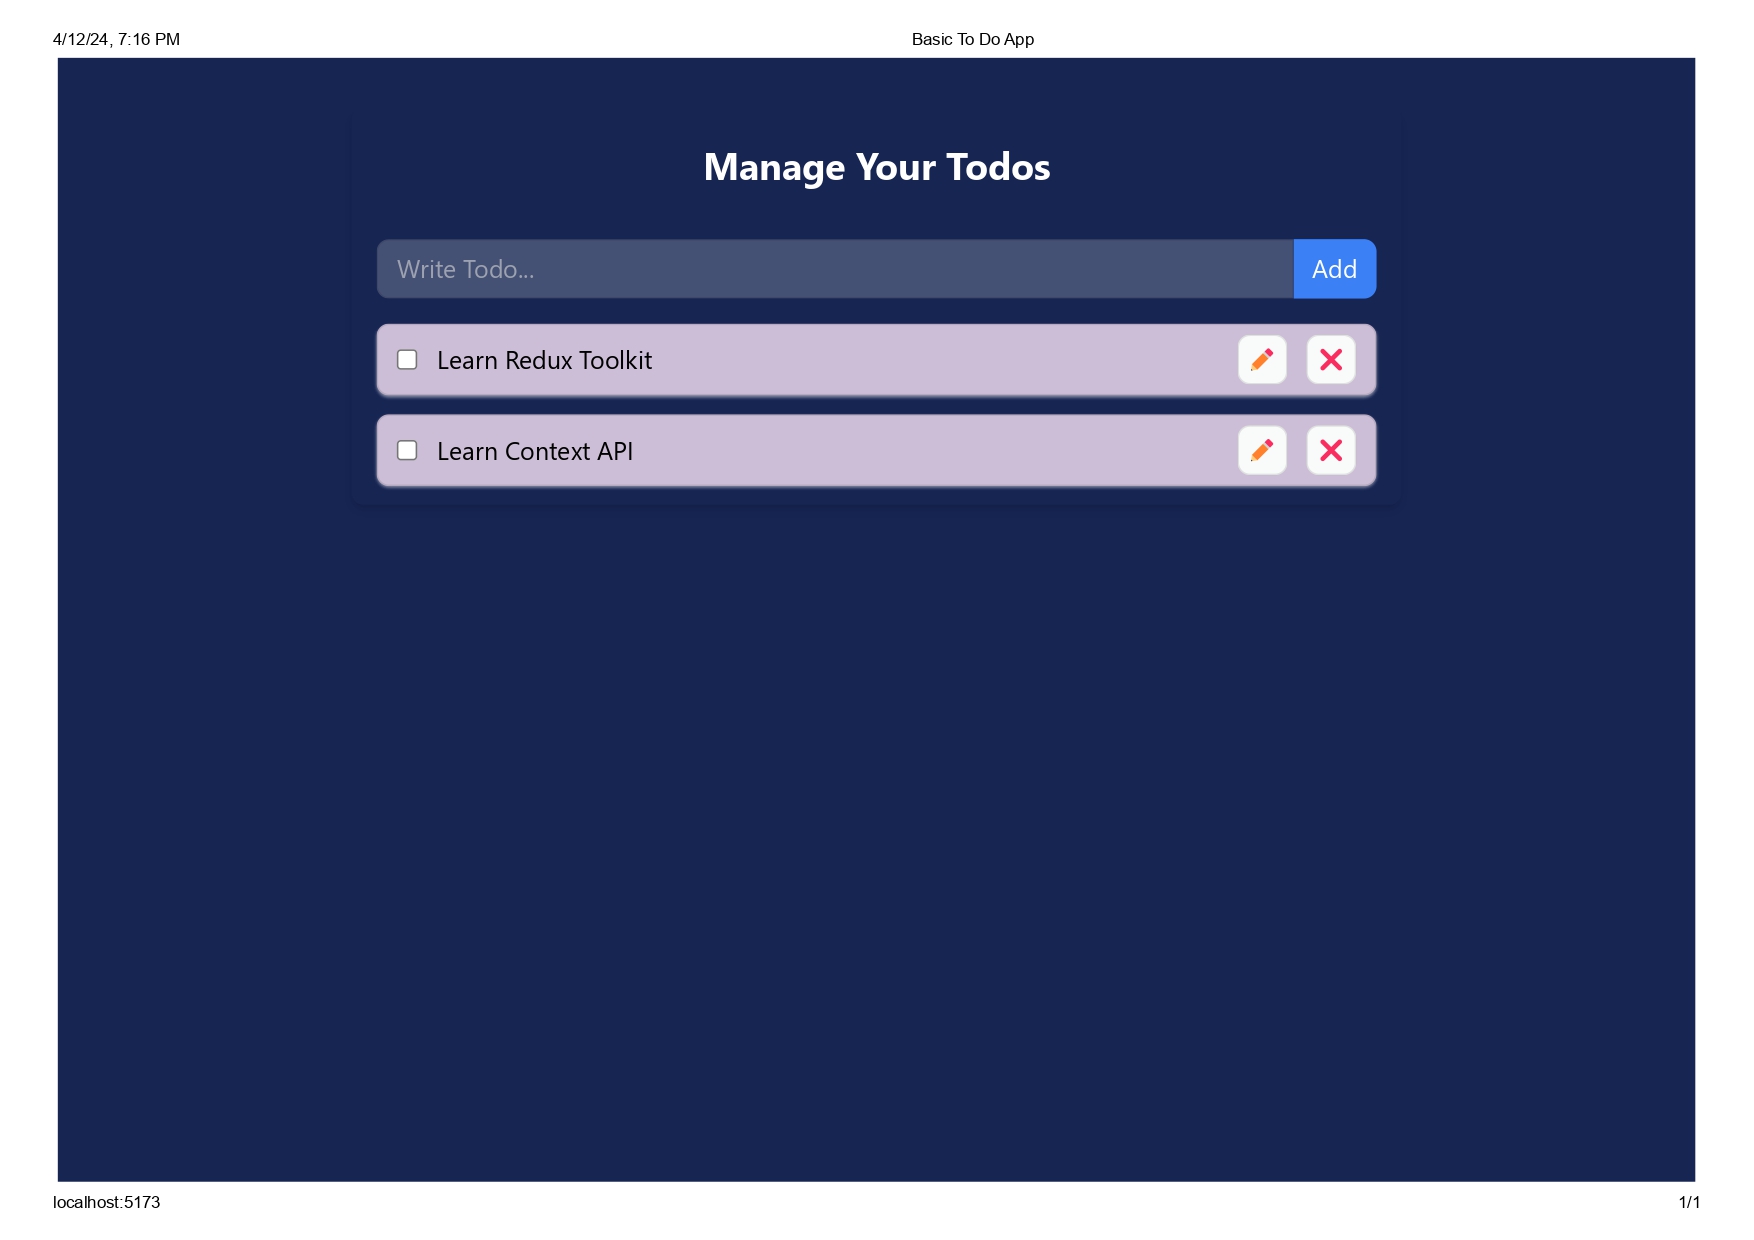 4/12/24, 7:16 PM Basic To Do App
Manage Your Todos
Write Todo...
Add
Learn Redux Toolkit
Learn Context API
localhost:5173 1/1